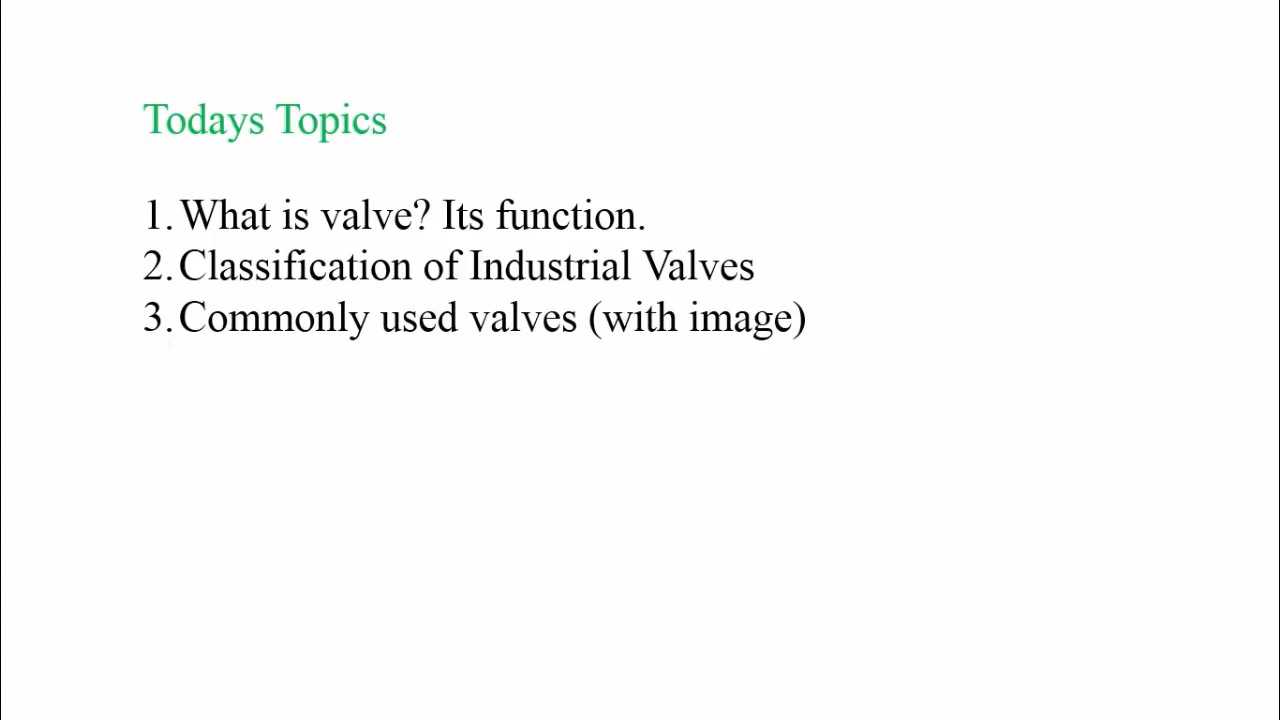 Todays Topics
1. What is valve? Its function.
2. Classification of Industrial Valves
3. Commonly used valves (with image)